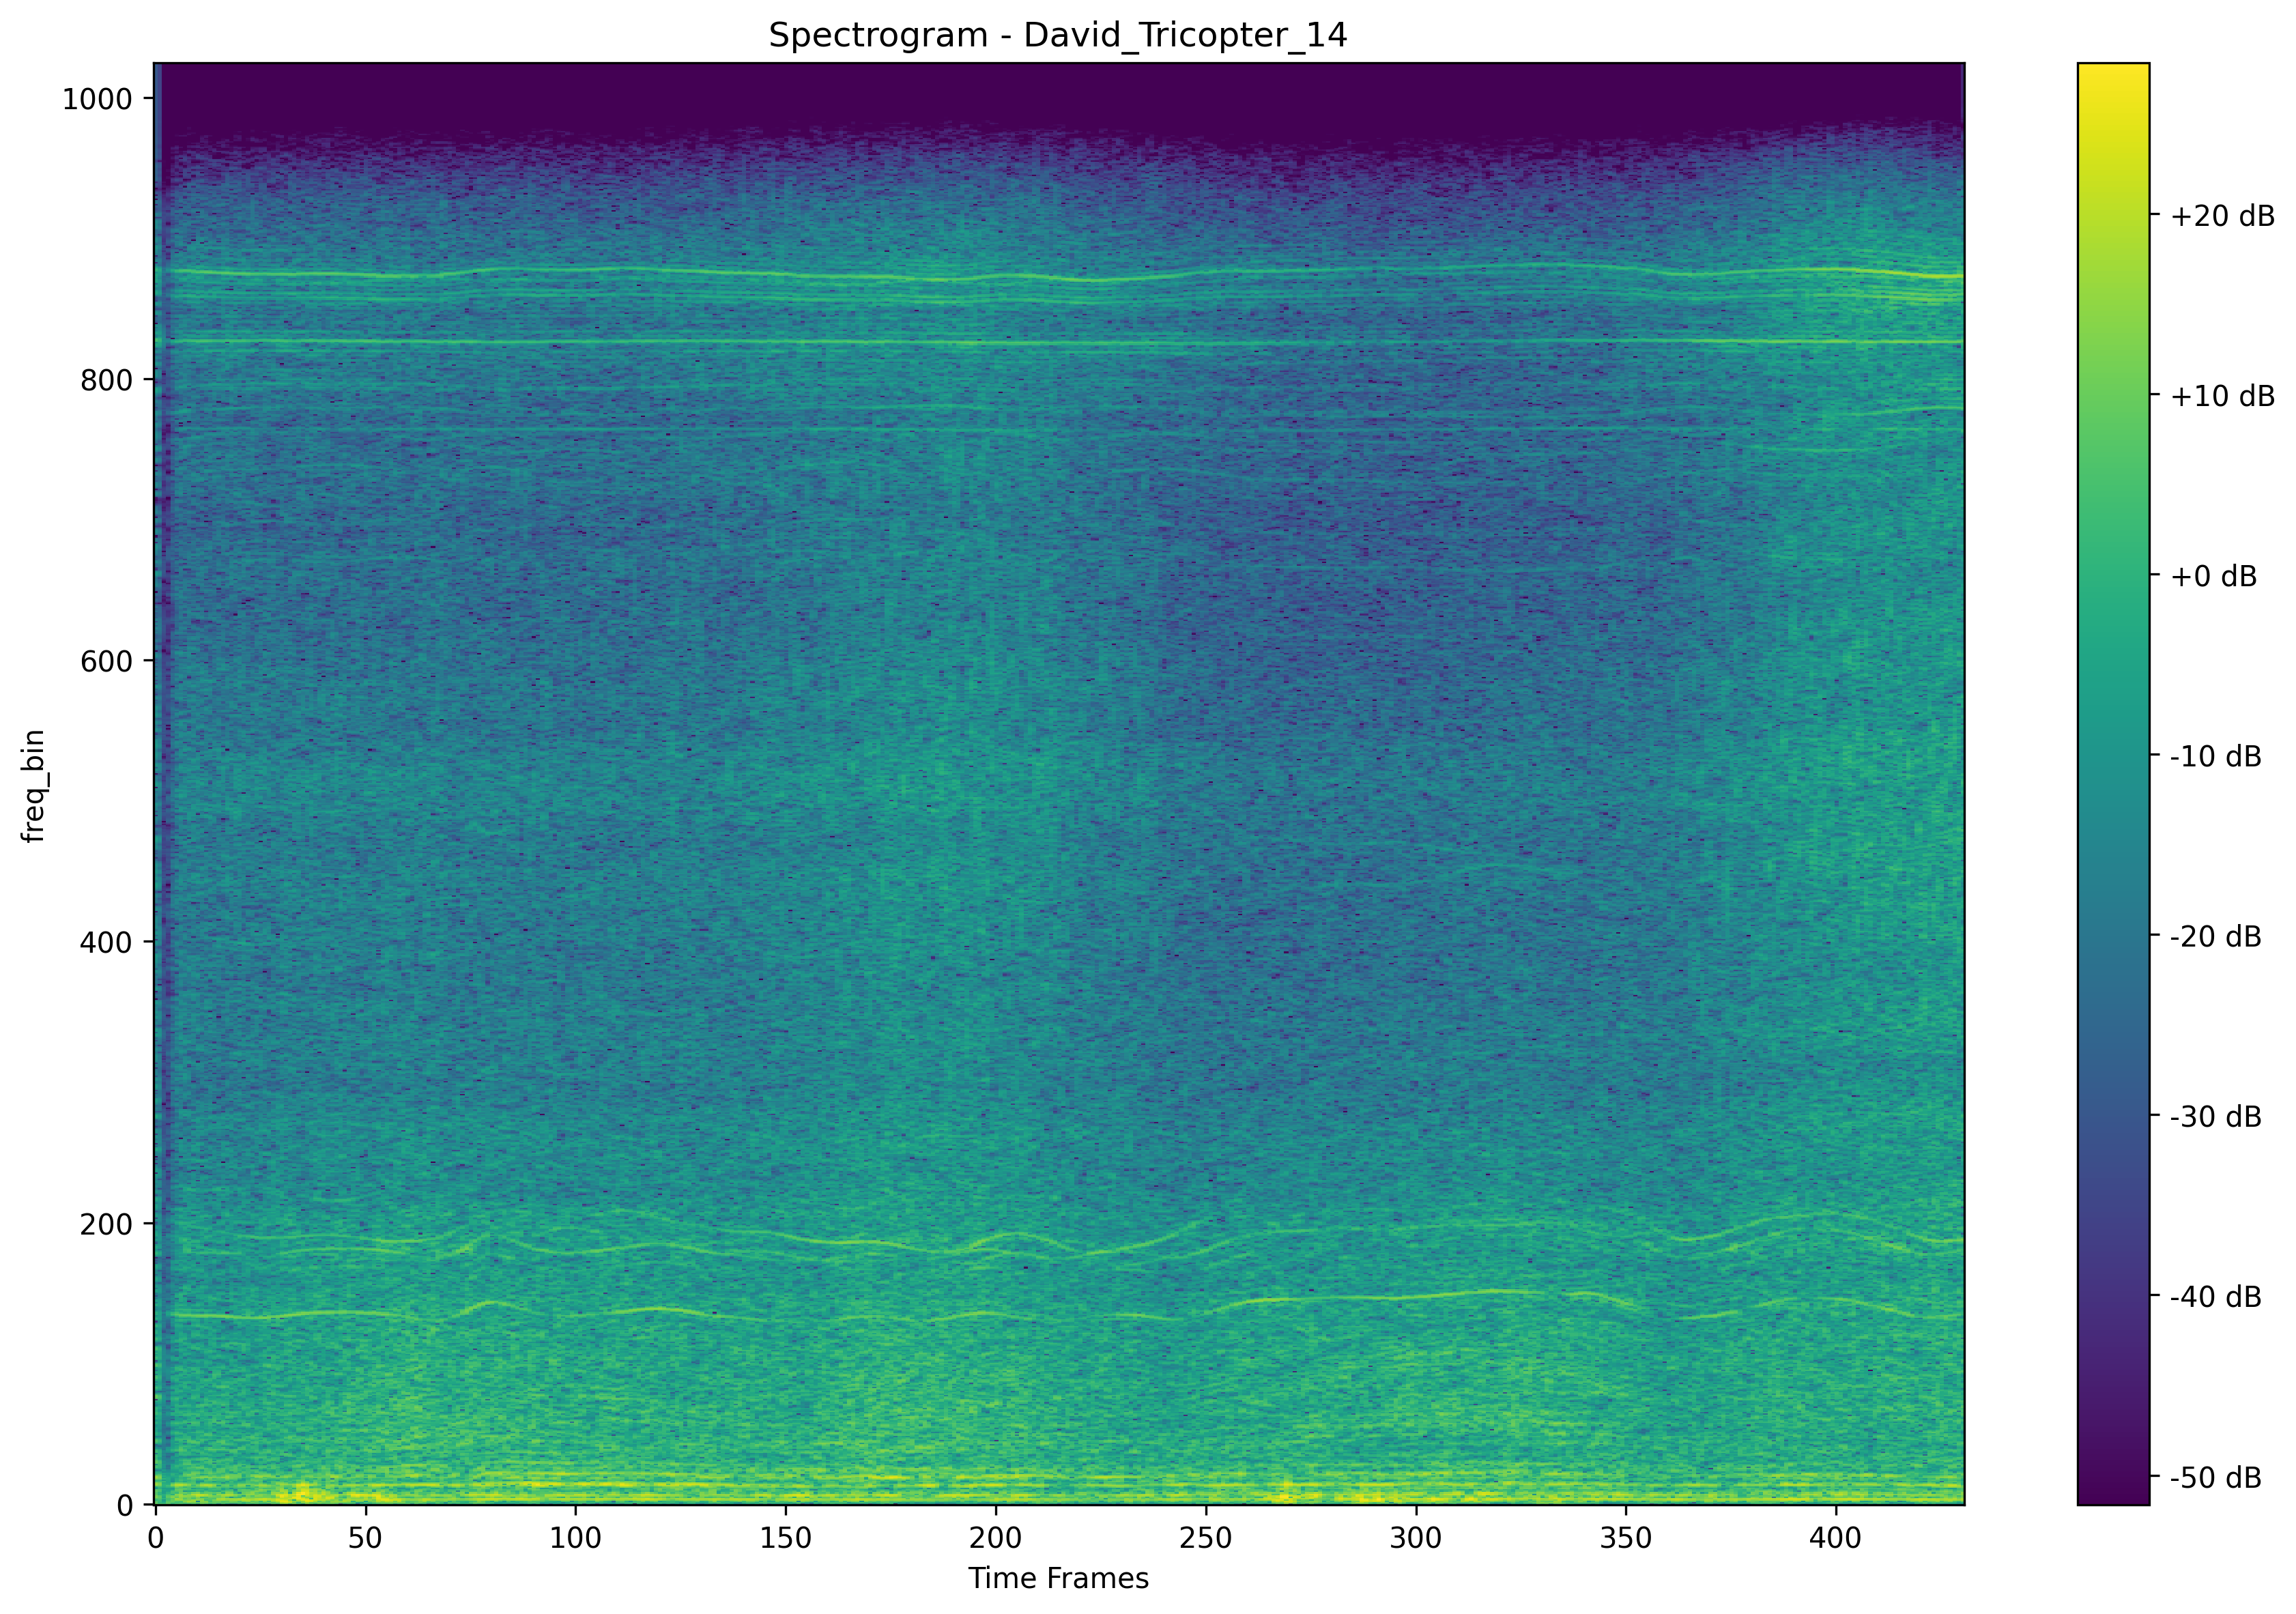 Spectrogram - David_Tricopter_14
freq_bin
1000
800
600
400
200
0
0 50 100 150 200 250 300 350 400
Time Frames
+20 dB
+10 dB
+0 dB
-10 dB
-20 dB
-30 dB
-40 dB
-50 dB